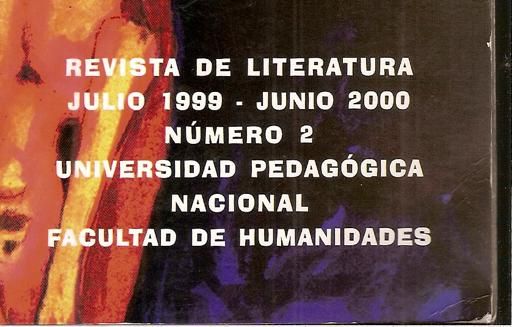 REVISTA DE LITERATURA
JULIO 1999 - JUNIO 2000
NÚMERO 2
UNIVERSIDAD PEDAGÓGICA
NACIONAL
FACULTAD DE HUMANIDADES